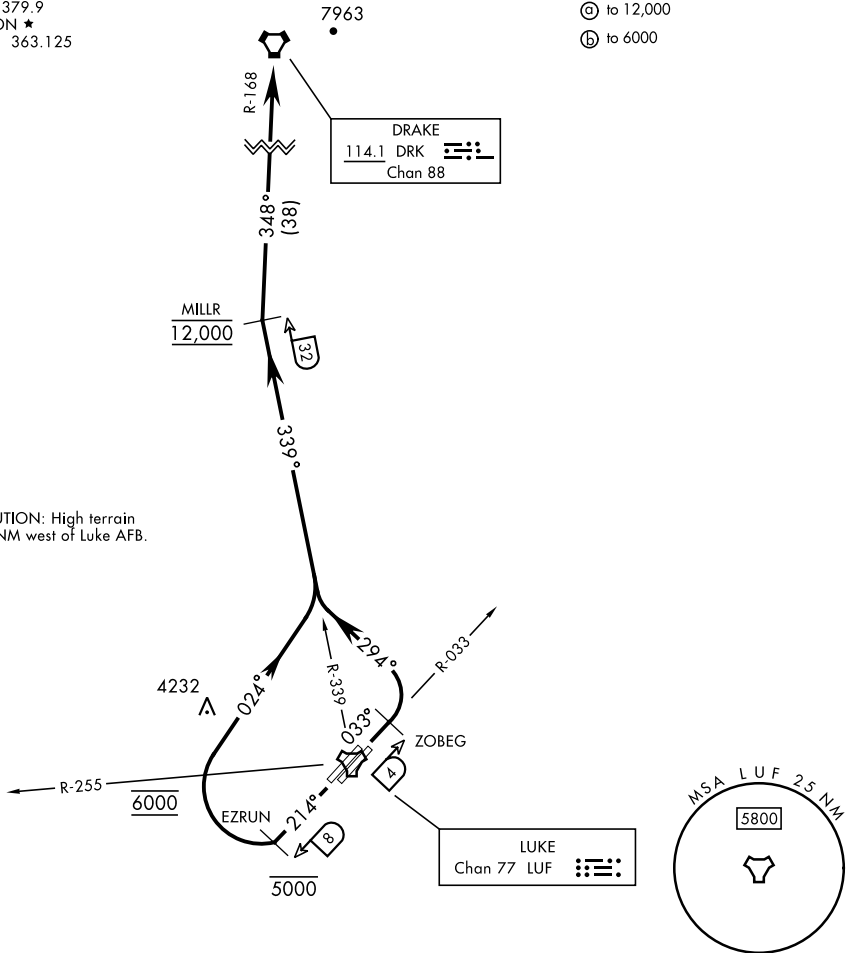 379.9
ON ★
363.125
7963
ⓐ to 12,000
ⓑ to 6000
R-168
DRAKE
114.1 DRK
Chan 88
348°
(38)
MILLR
12,000
32
339°
UTION: High terrain
NM west of Luke AFB.
294°
R-033
R-339
4232
024°
033°
ZOBEG
4
R-255
6000
EZRUN
214°
8
5000
LUKE
Chan 77 LUF
MSA LUF 25 NM
5800